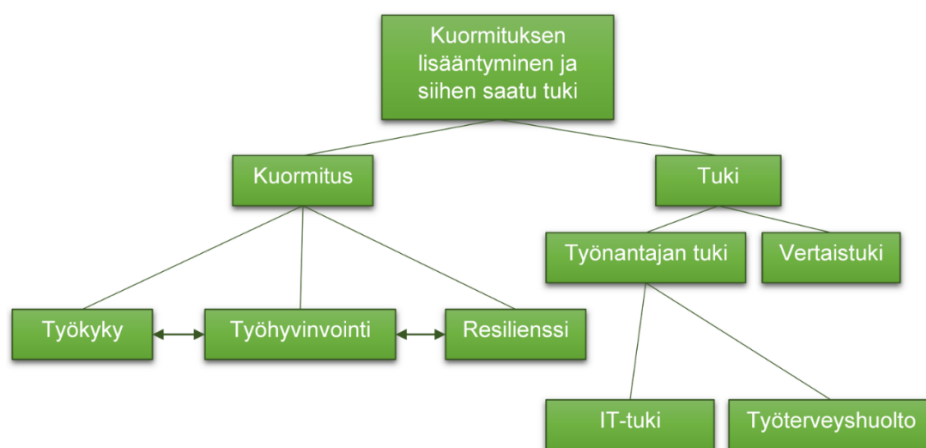 Kuormituksen
lisääntyminen ja
siihen saatu tuki
Kuormitus
Tuki
Työnantajan tuki
Vertaistuki
Työkyky
Työhyvinvointi
Resilienssi
IT-tuki
Työterveyshuolto